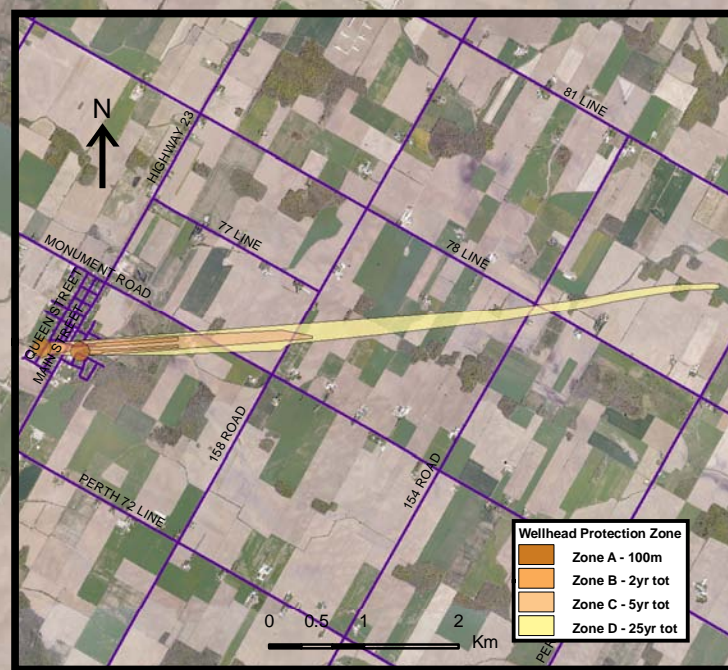 81 LINE
N
HIGHWAY 23
77 LINE
78 LINE
MONUMENT ROAD
QUEEN STREET
MAIN STREET
158 ROAD
154 ROAD
PERTH 72 LINE
Wellhead Protection Zone
Zone A - 100m
Zone B - 2yr tot
Zone C - 5yr tot
Zone D - 25yr tot
0 0.5 1 2
Km